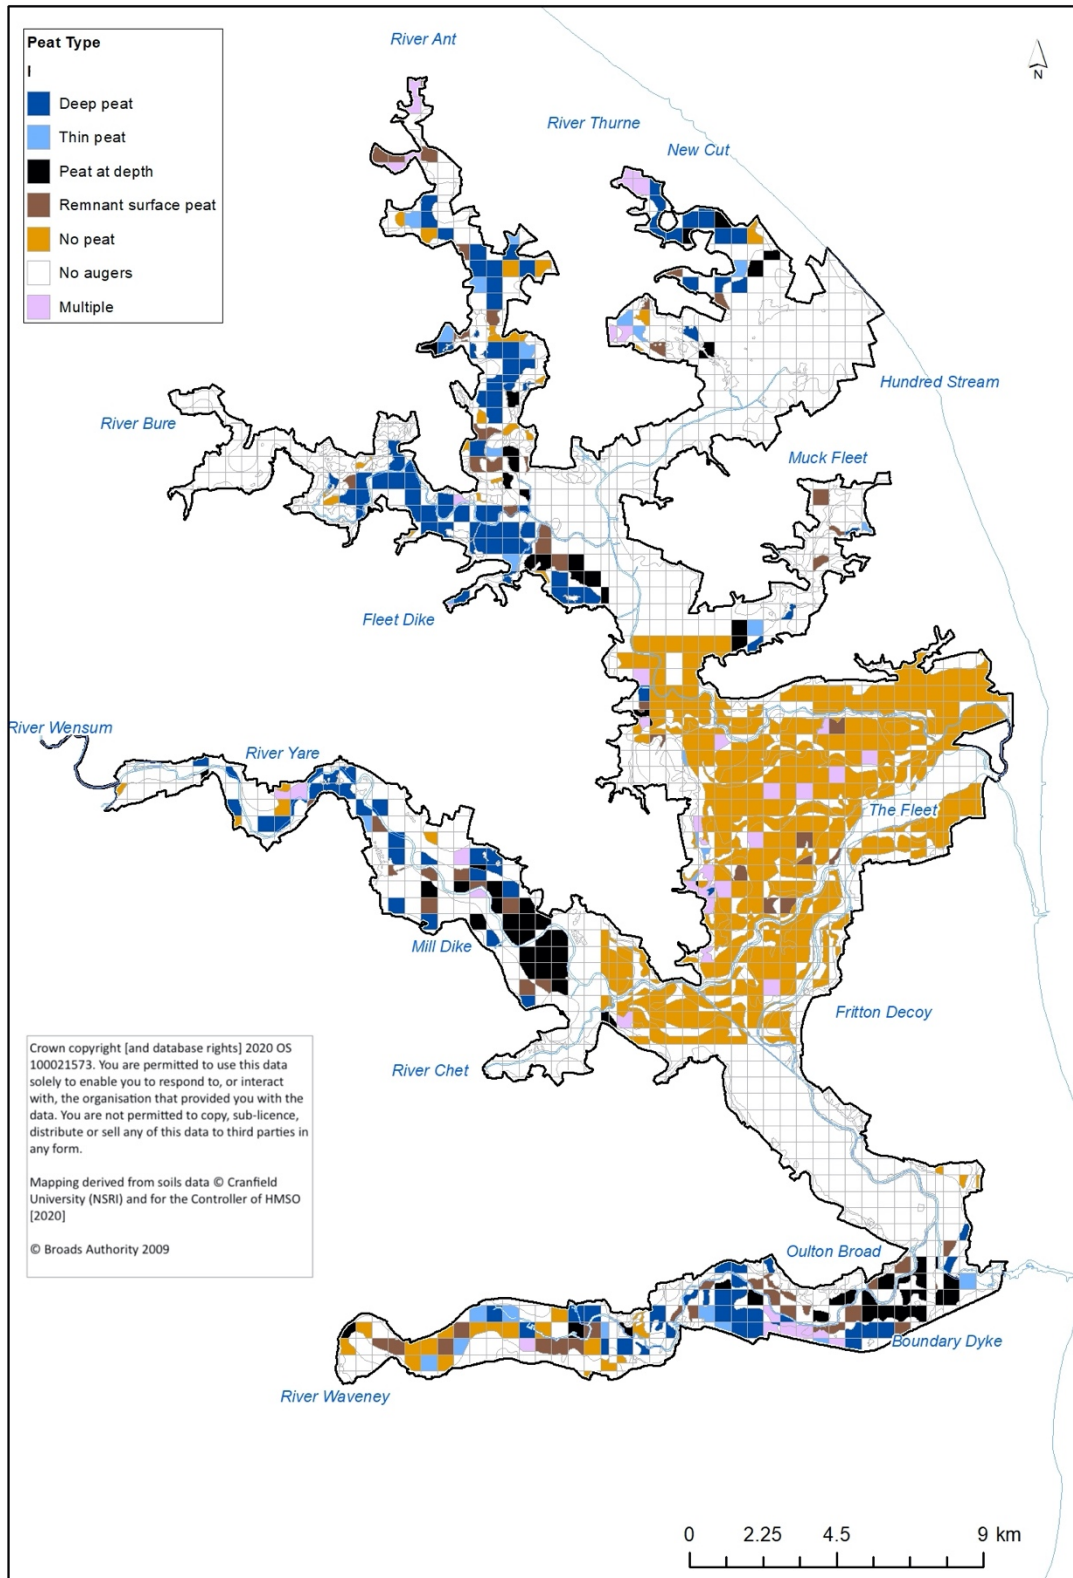 River Ant
Peat Type
l
Deep peat
Thin peat
Peat at depth
Remnant surface peat
No peat
No augers
Multiple
N
River Thurne
New Cut
Hundred Stream
River Bure
Muck Fleet
Fleet Dike
River Wensum
River Yare
The Fleet
Mill Dike
Fritton Decoy
River Chet
Crown copyright [and database rights] 2020 OS
100021573. You are permitted to use this data
solely to enable you to respond to, or interact
with, the organisation that provided you with the
data. You are not permitted to copy, sub-licence,
distribute or sell any of this data to third parties in
any form.
Mapping derived from soils data © Cranfield
University (NSRI) and for the Controller of HMSO
[2020]
© Broads Authority 2009
Oulton Broad
Boundary Dyke
River Waveney
0 2.25 4.5 9 km